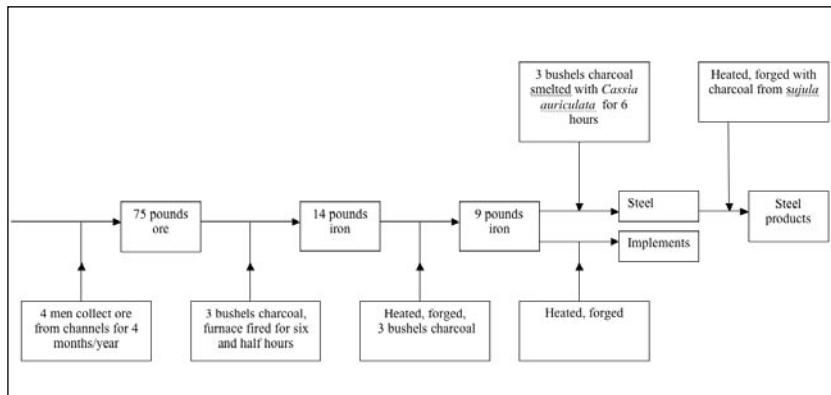 3 bushels charcoal
smelted with Cassia
auriculata for 6
hours
Heated, forged with
charcoal from sujula
75 pounds
ore
14 pounds
iron
9 pounds
iron
Steel
Implements
Steel
products
4 men collect ore
from channels for 4
months/year
3 bushels charcoal,
furnace fired for six
and half hours
Heated, forged,
3 bushels charcoal
Heated, forged